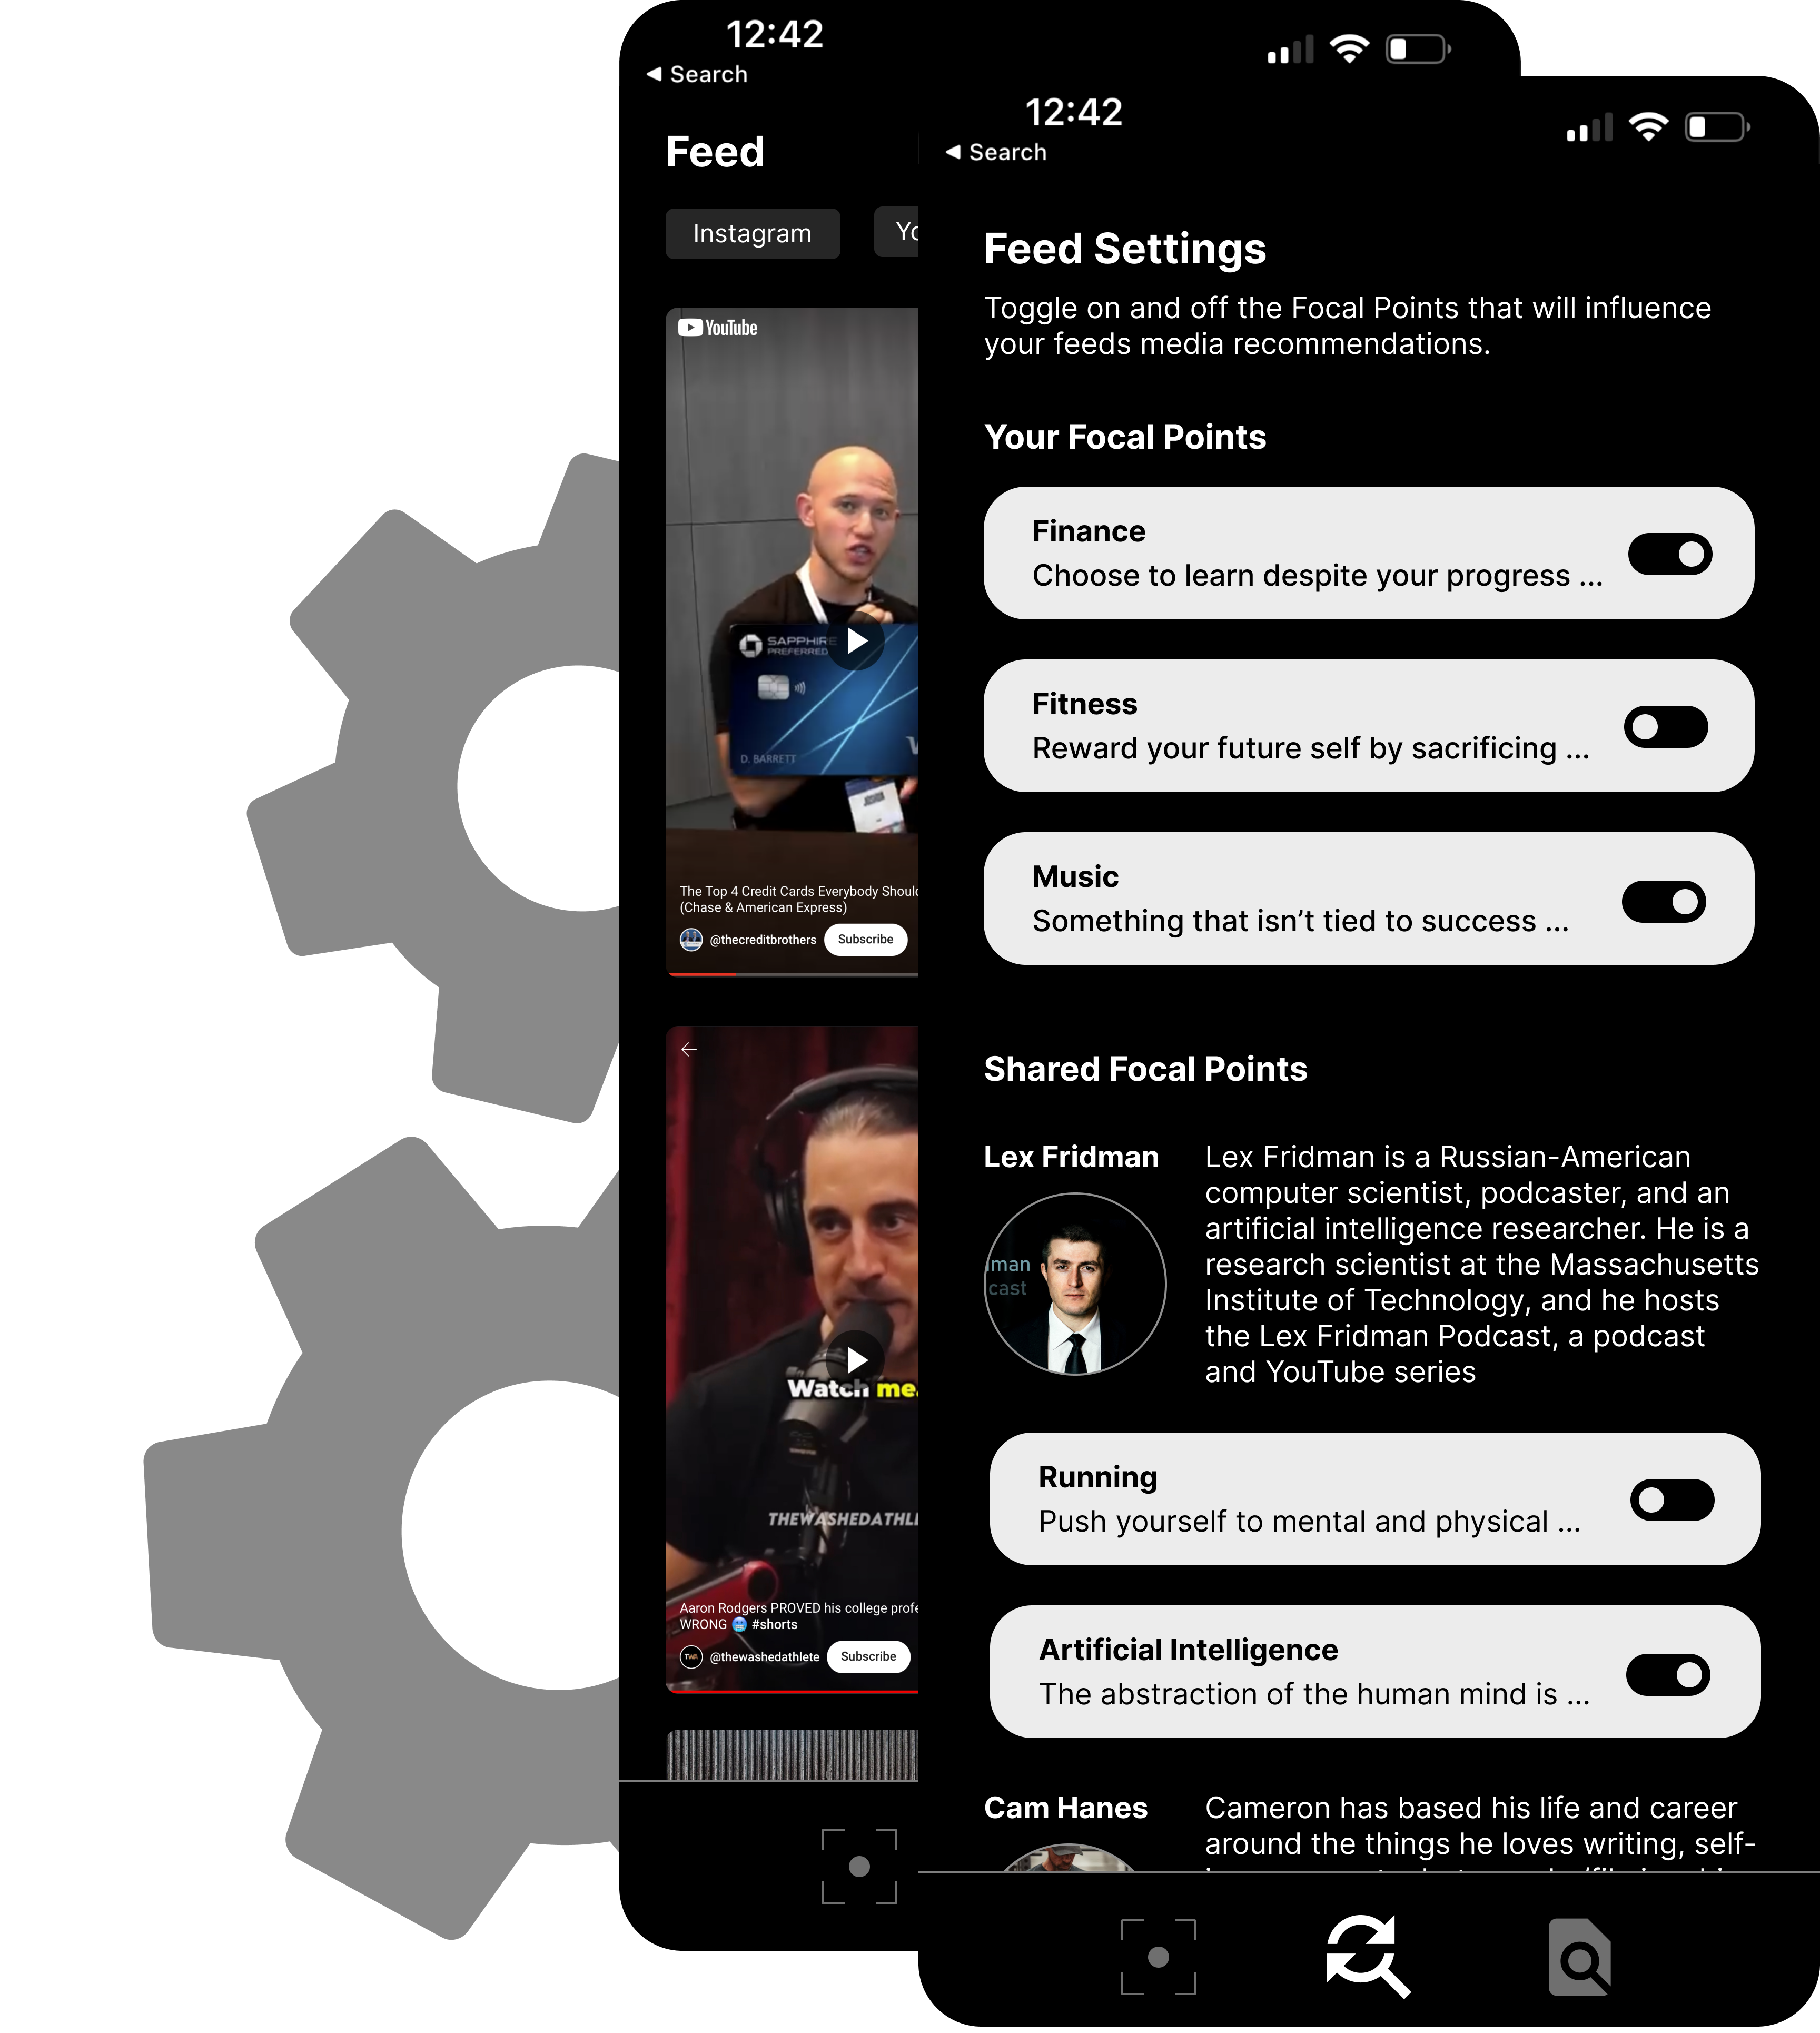 12:42
Search
Feed
Instagram
YouTube
SAPPHIRE
PREFERRED
D. BARRETT
The Top 4 Credit Cards Everybody
(Chase & American Express)
@thecreditbrothers
Subscribe
Watch me.
THEWASHEDATHLE
Aaron Rodgers PROVED his college
WRONG 🥶 #shorts
TWA
@thewashedathlete
Subscribe
12:42
Search
Feed Settings
Toggle on and off the Focal Points that will influence
your feeds media recommendations.
Your Focal Points
Finance
Choose to learn despite your progress ...
Fitness
Reward your future self by sacrificing ...
Music
Something that isn’t tied to success ...
Shared Focal Points
Lex Fridman
man
cast
Lex Fridman is a Russian-American
computer scientist, podcaster, and an
artificial intelligence researcher. He is a
research scientist at the Massachusetts
Institute of Technology, and he hosts
the Lex Fridman Podcast, a podcast
and YouTube series
Running
Push yourself to mental and physical ...
Artificial Intelligence
The abstraction of the human mind is ...
Cam Hanes
Cameron has based his life and career
around the things he loves writing, self-